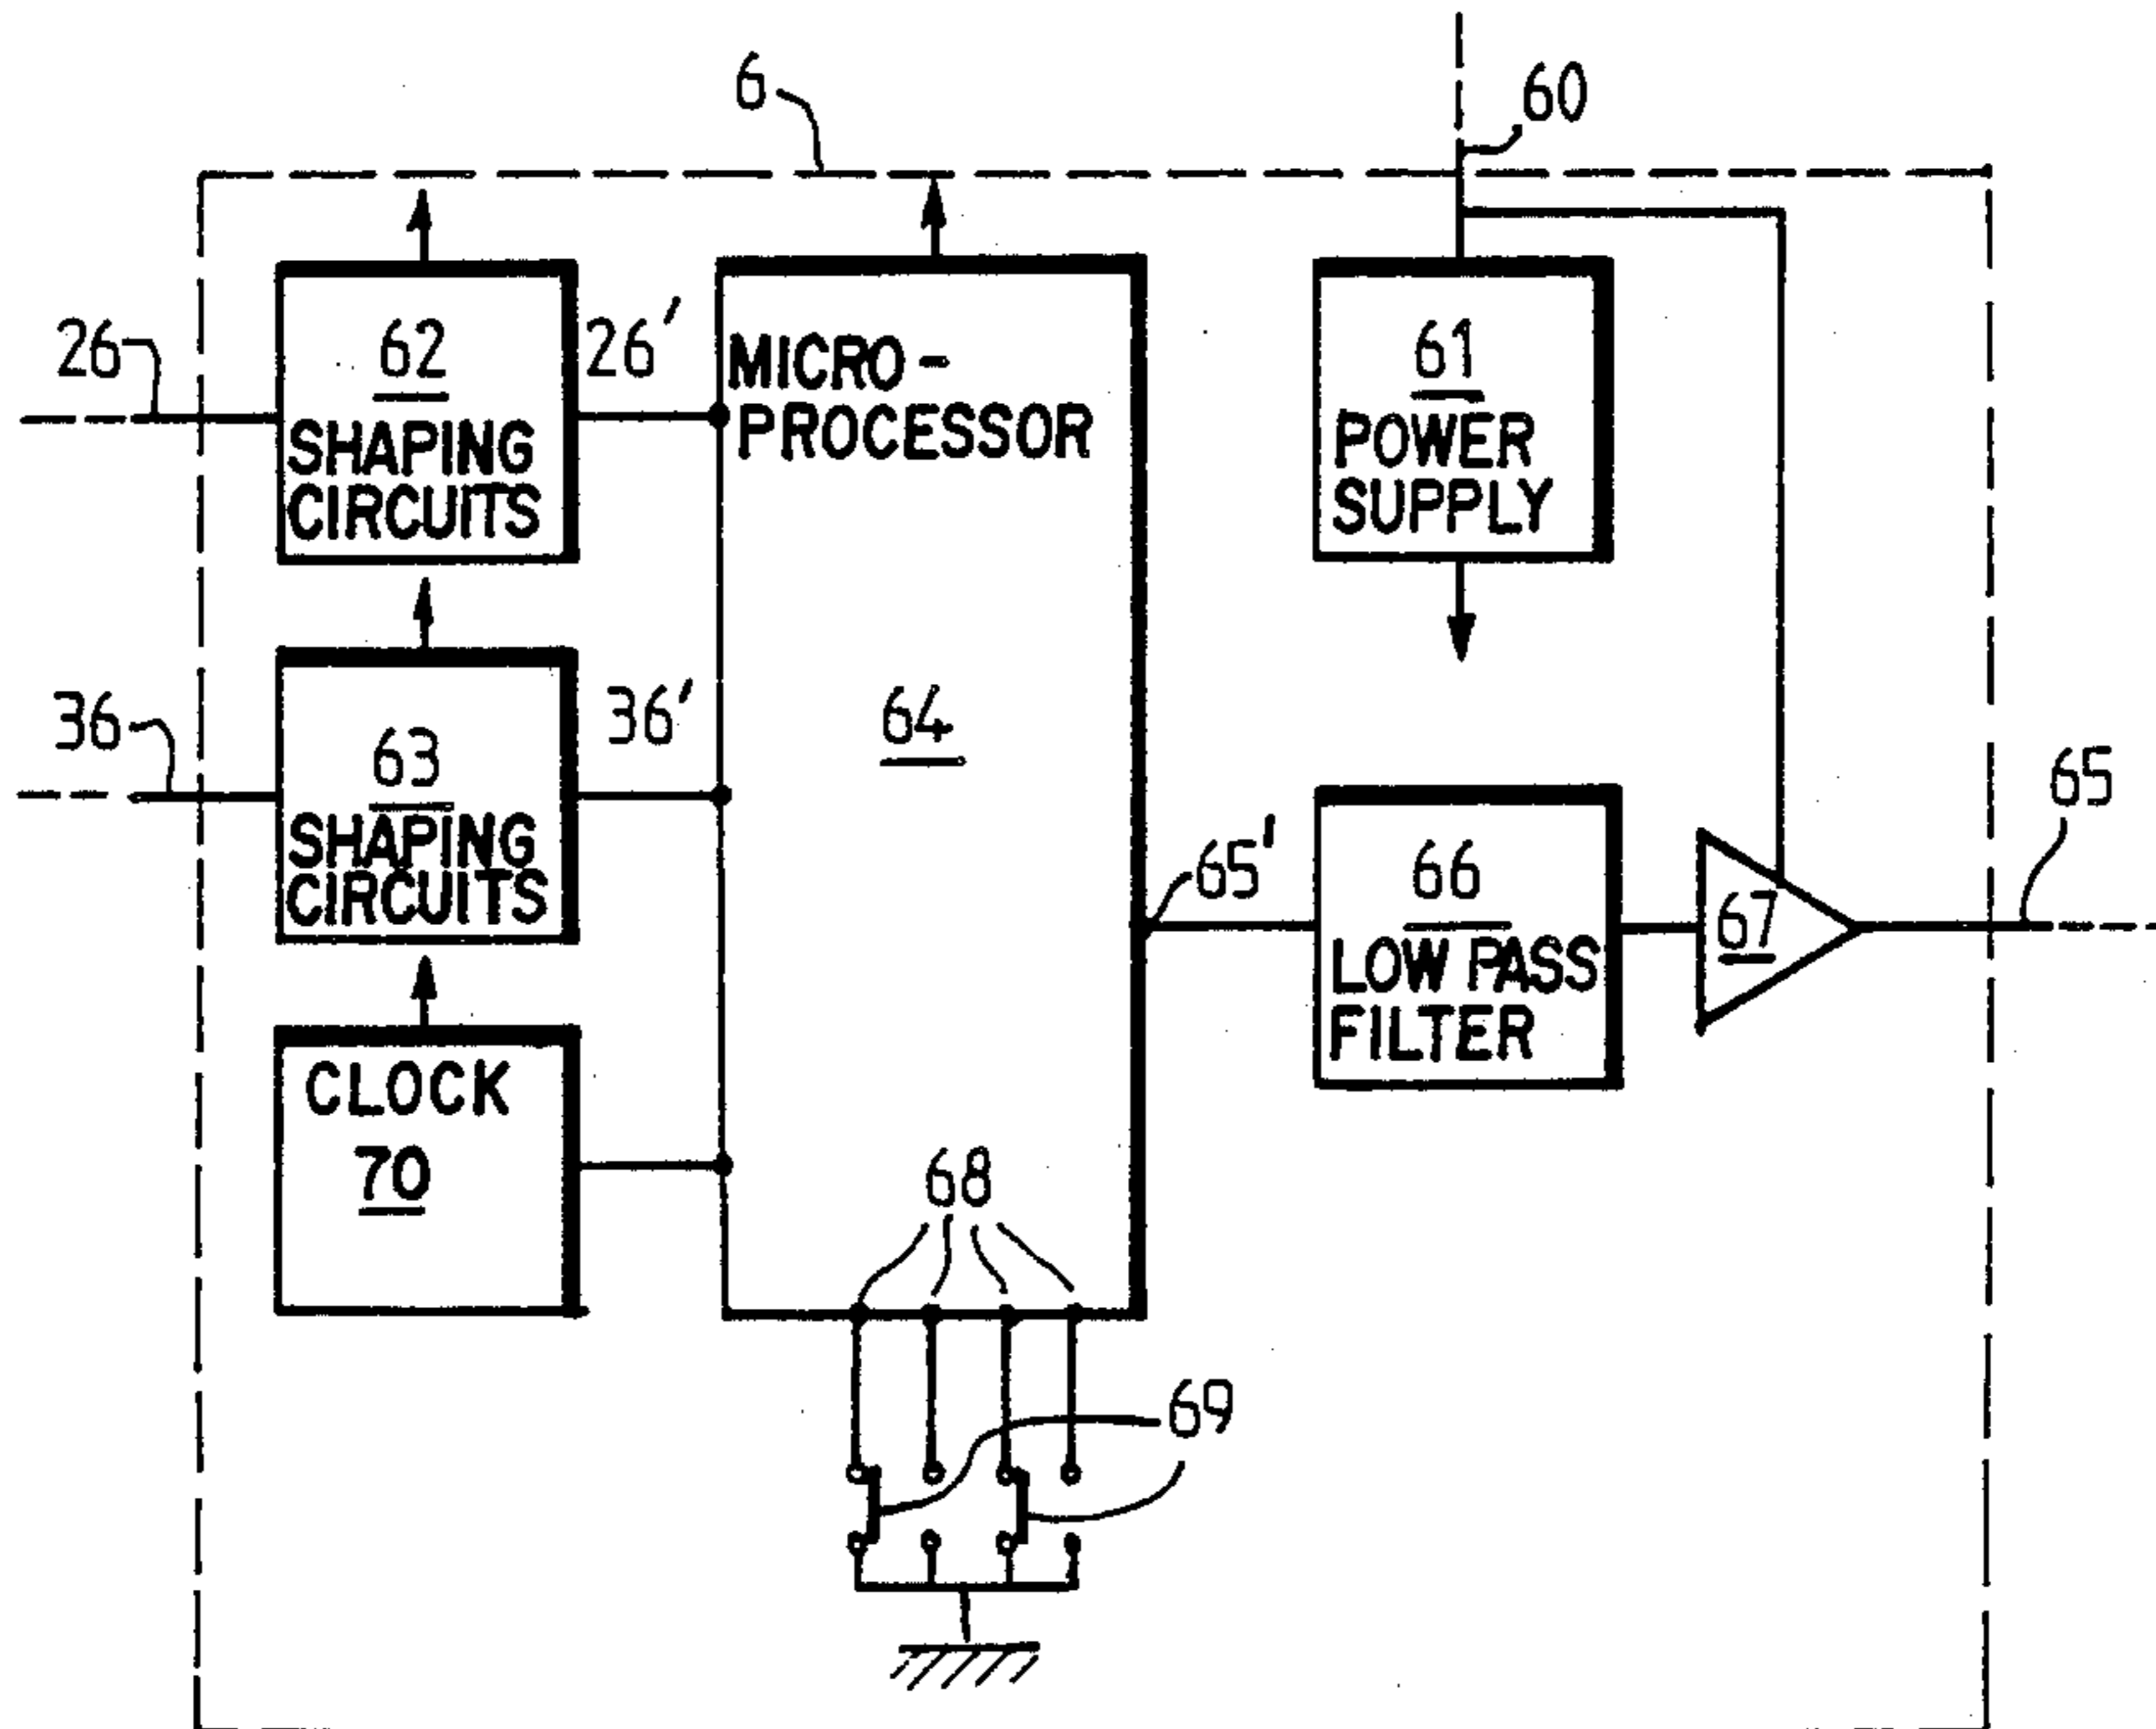 6
60
26
62
SHAPING
CIRCUITS
26'
MICRO-
PROCESSOR
64
61
POWER
SUPPLY
36
63
SHAPING
CIRCUITS
36'
65'
66
LOW PASS
FILTER
67
65
CLOCK
70
68
69